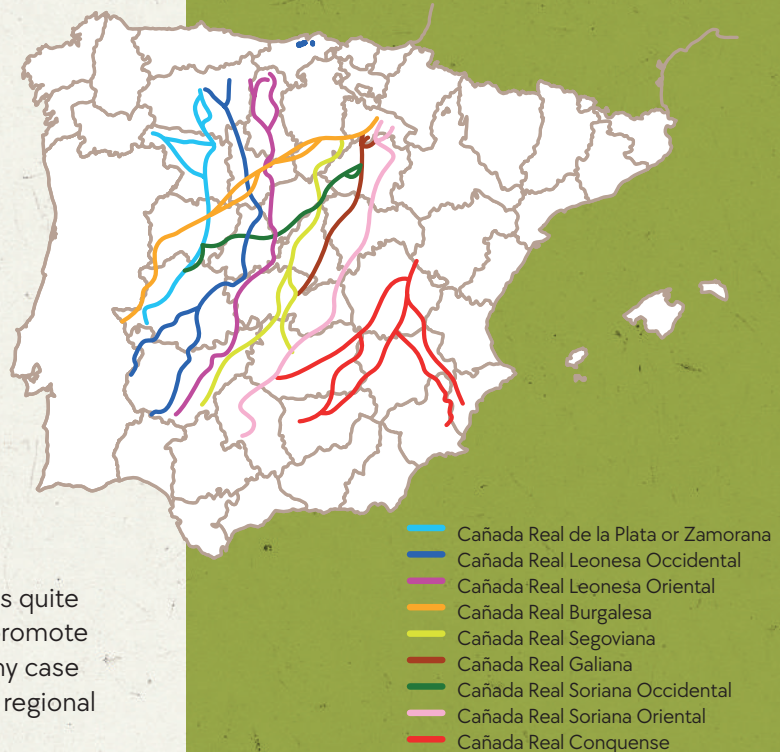 s quite
romote
ny case
regional
Cañada Real de la Plata or Zamorana
Cañada Real Leonesa Occidental
Cañada Real Leonesa Oriental
Cañada Real Burgalesa
Cañada Real Segoviana
Cañada Real Galiana
Cañada Real Soriana Occidental
Cañada Real Soriana Oriental
Cañada Real Conquense